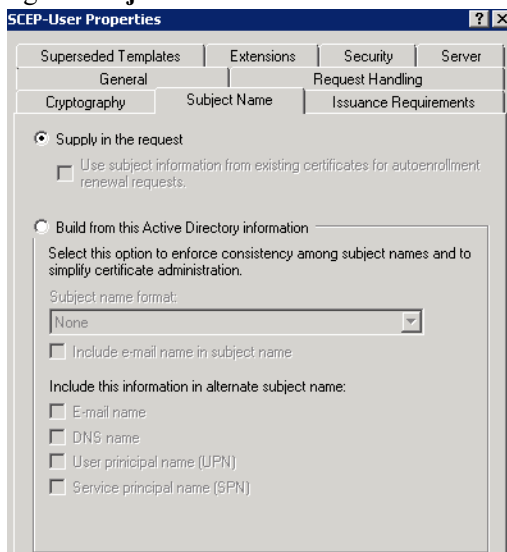 SCEP-User Properties
Superseded Templates Extensions Security Server
General Request Handling
Cryptography Subject Name Issuance Requirements
Supply in the request
Use subject information from existing certificates for autoenrollment
renewal requests.
Build from this Active Directory information
Select this option to enforce consistency among subject names and to
simplify certificate administration.
Subject name format:
None
Include e-mail name in subject name
Include this information in alternate subject name:
E-mail name
DNS name
User prinicipal name (UPN)
Service principal name (SPN)